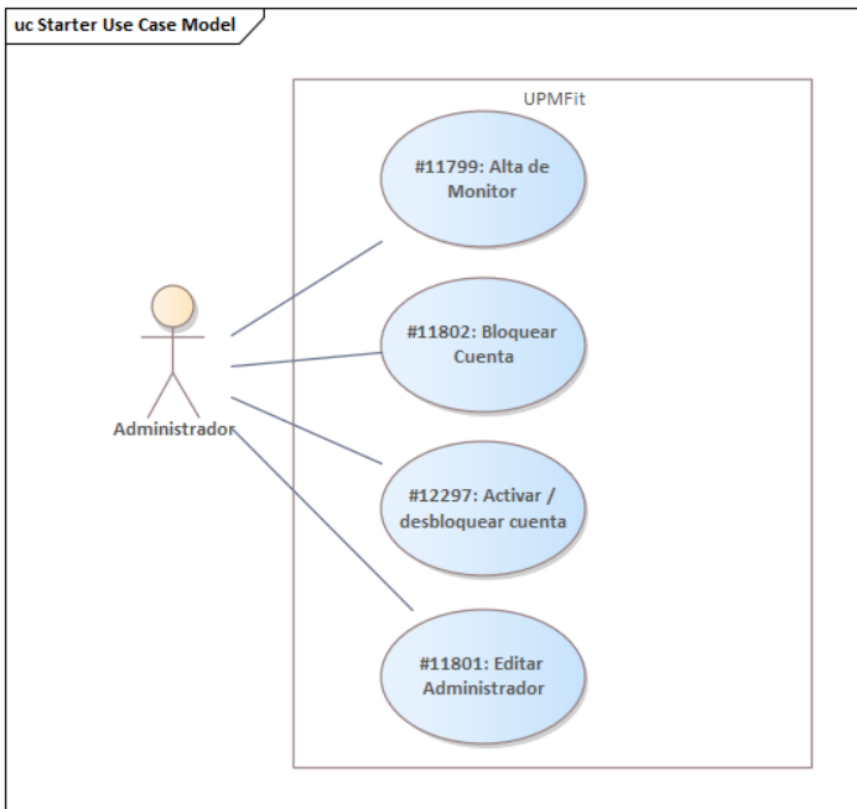 uc Starter Use Case Model
UPMFit
#11799: Alta de
Monitor
#11802: Bloquear
Cuenta
Administrador
#12297: Activar /
desbloquear cuenta
#11801: Editar
Administrador